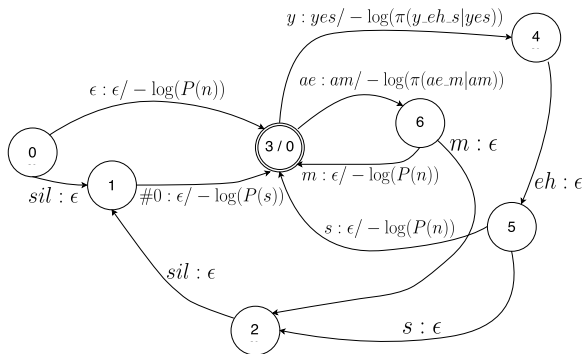 y : yes/ − log(π(y_eh_s|yes))
4
ϵ : ϵ/ − log(P(n))
ae : am/ − log(π(ae_m|am))
6
0
3 / 0
m : ϵ
m : ϵ/ − log(P(n))
1
sil : ϵ
#0 : ϵ/ − log(P(s))
eh : ϵ
s : ϵ/ − log(P(n))
5
sil : ϵ
2
s : ϵ